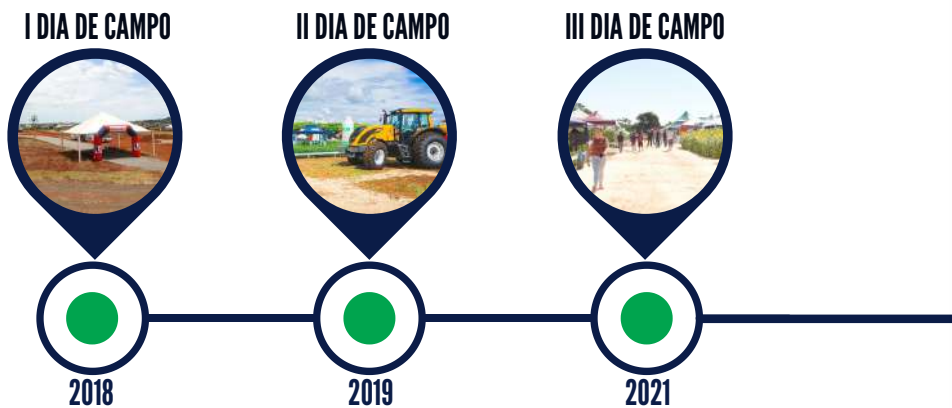 I DIA DE CAMPO
II DIA DE CAMPO
III DIA DE CAMPO
2018
2019
2021